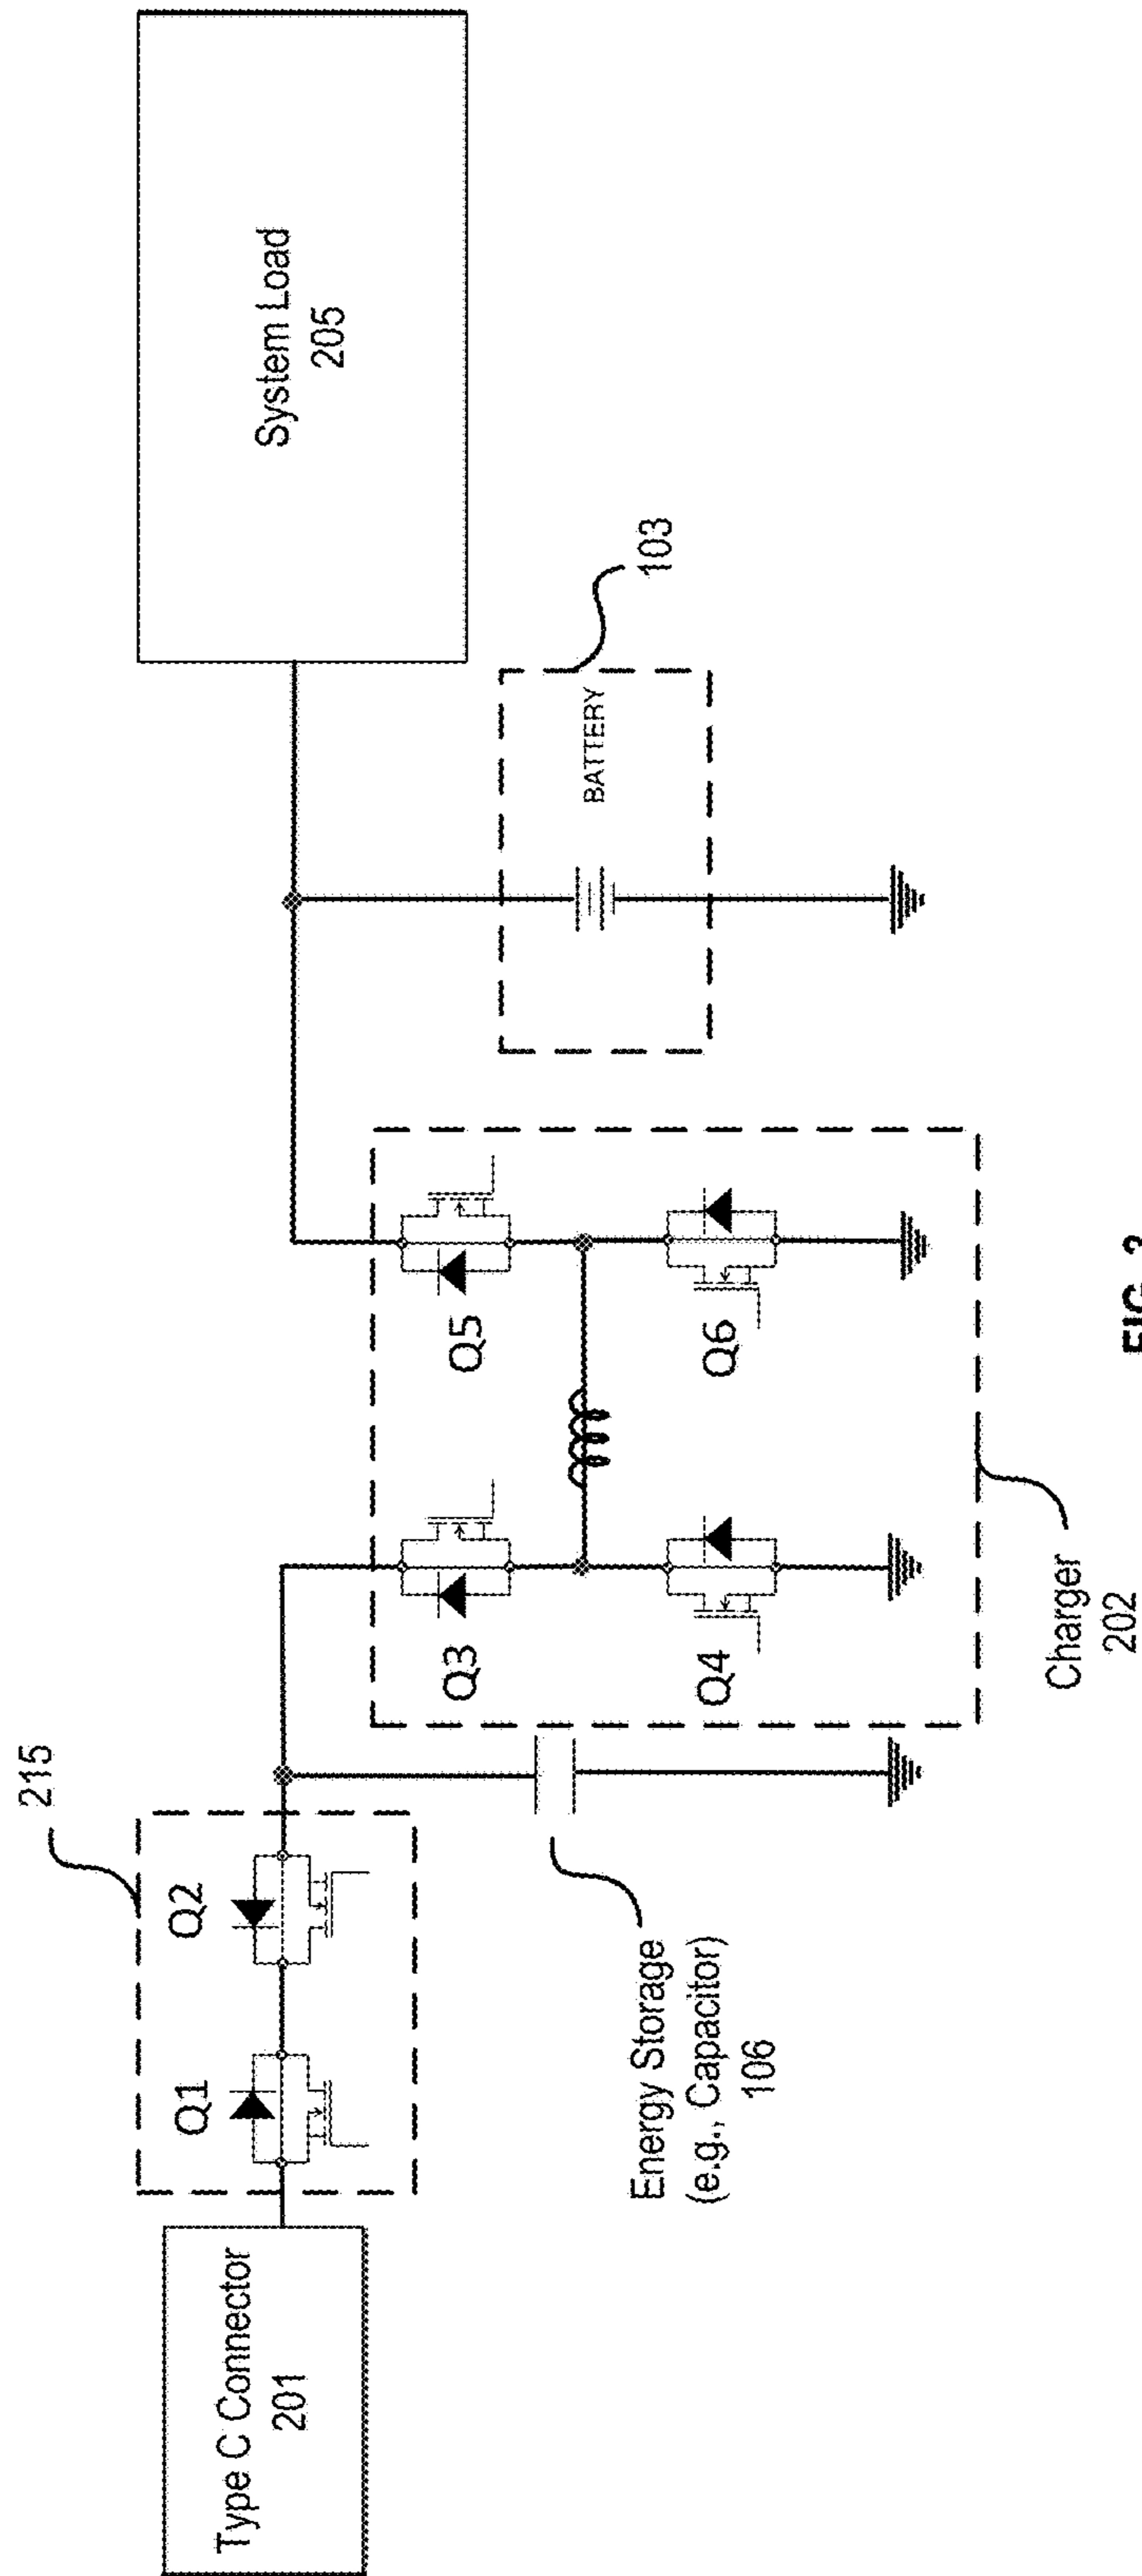 215
Q1
Q2
Type C Connector
201
System Load
205
Q3
Q5
Q4
Q6
BATTERY
103
Energy Storage
(e.g., Capacitor)
106
Charger
202
FIG.